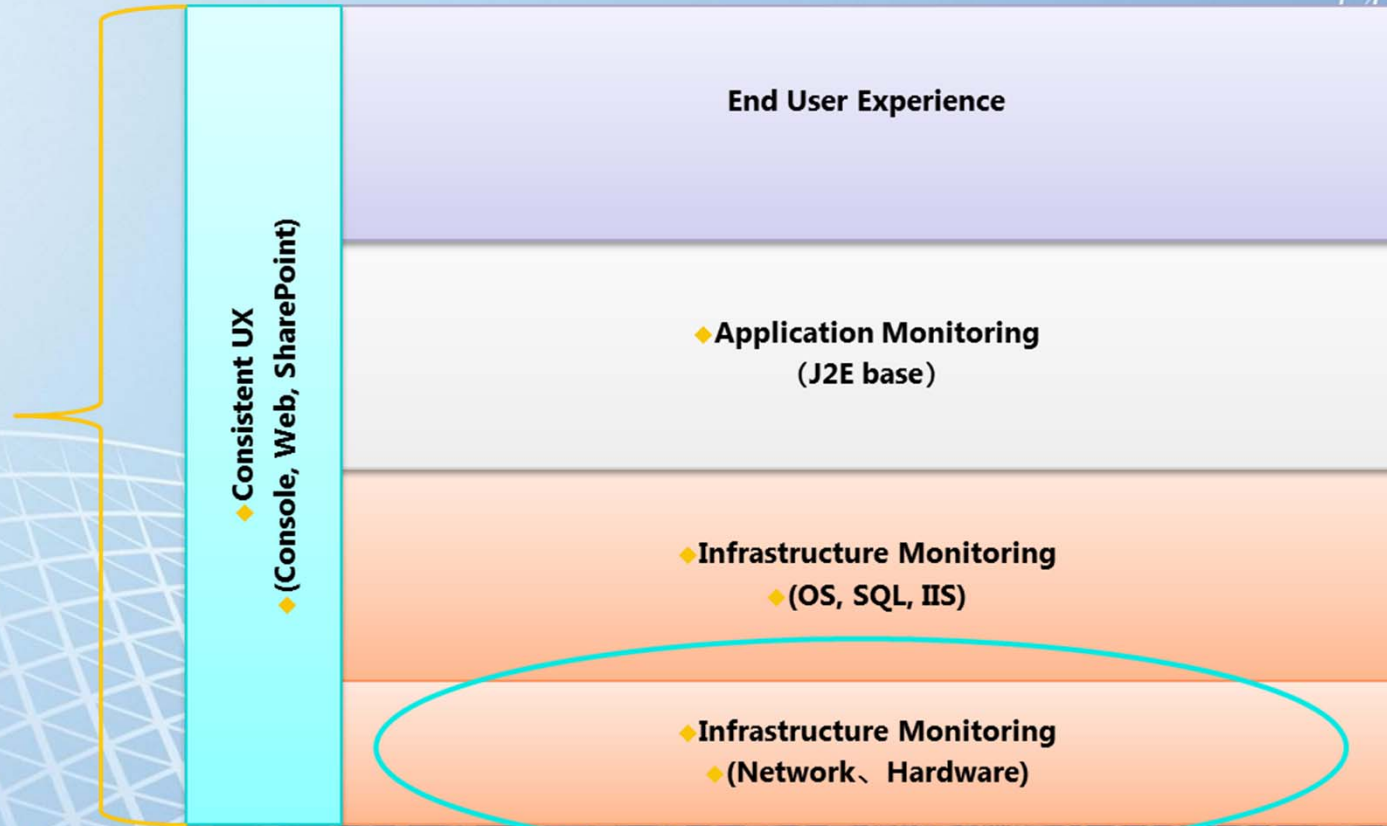 End User Experience
Consistent UX
(Console, Web, SharePoint)
◆Application Monitoring
（J2E base）
◆Infrastructure Monitoring
◆(OS, SQL, IIS)
◆Infrastructure Monitoring
◆(Network、Hardware)